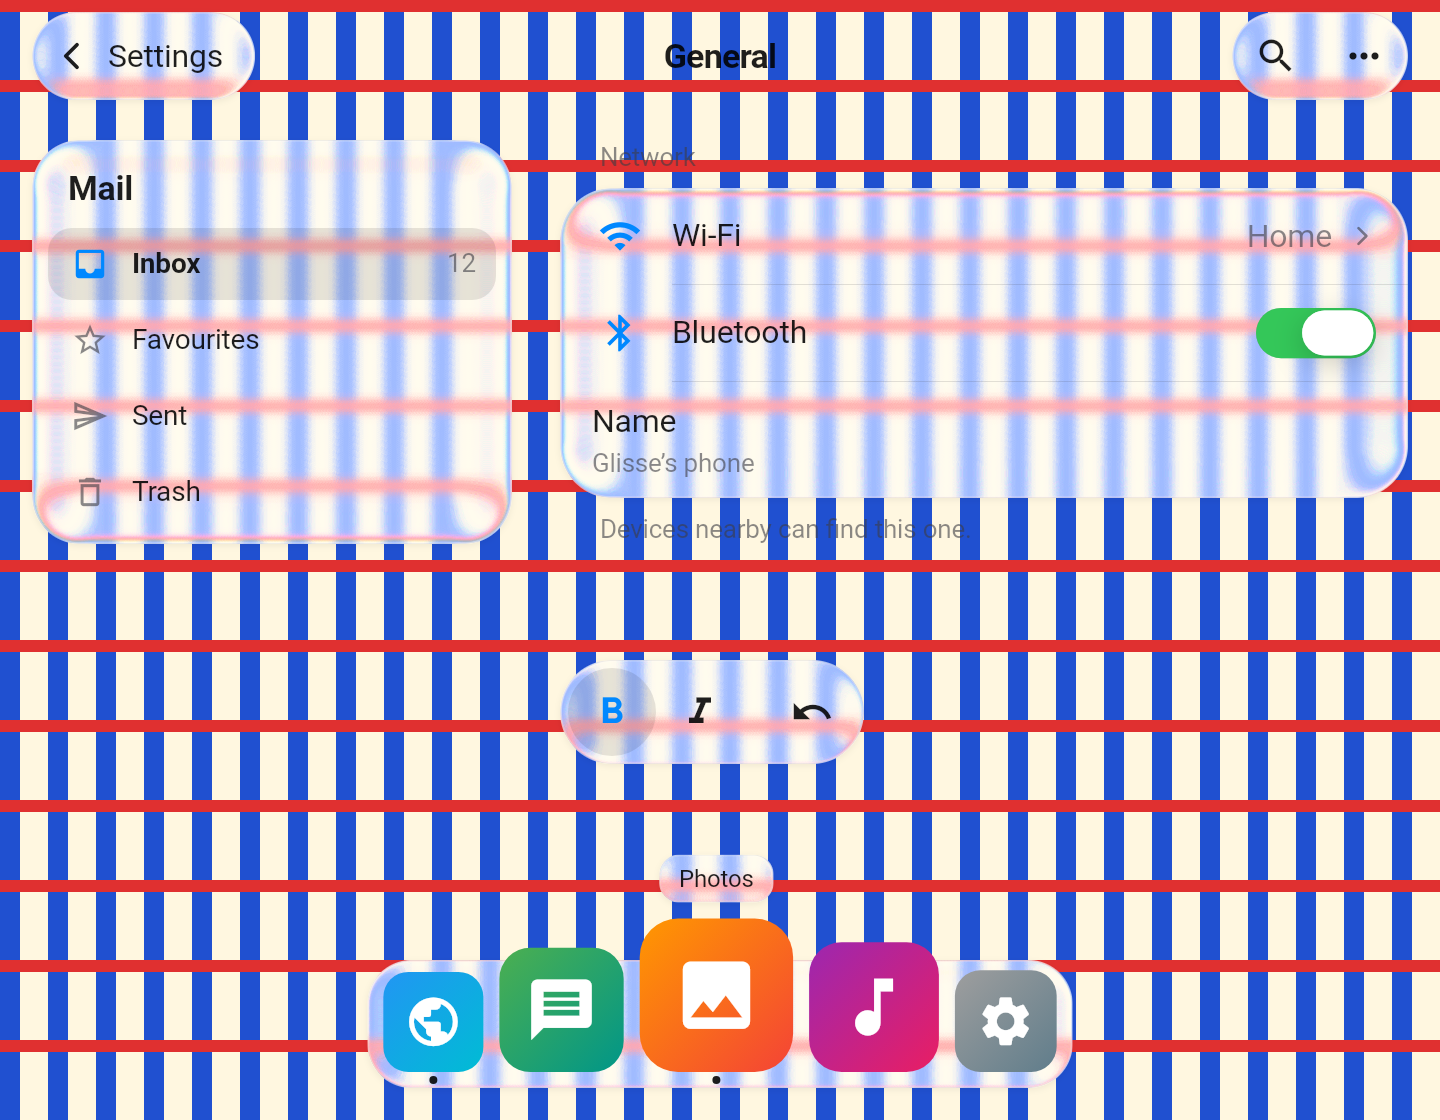 Settings
General
Mail
Inbox 12
Favourites
Sent
Trash
Network
Wi-Fi Home
Bluetooth
Name
Glisse’s phone
Devices nearby can find this one.
B I
Photos